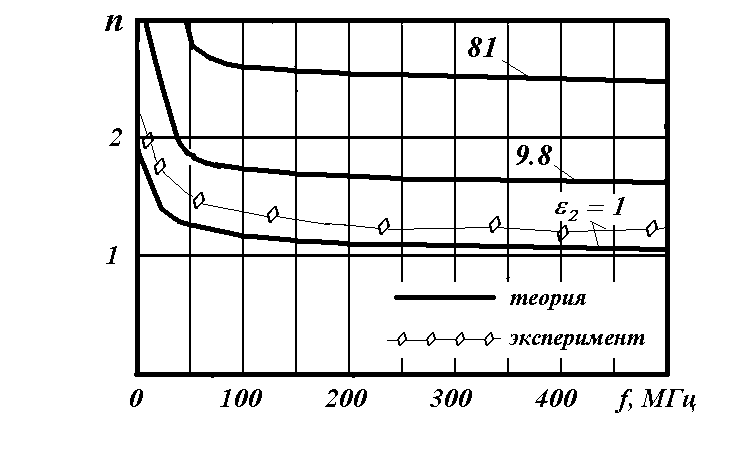 n
81
2
9.8
ε2 = 1
1
теория
эксперимент
0 100 200 300 400 f, МГц